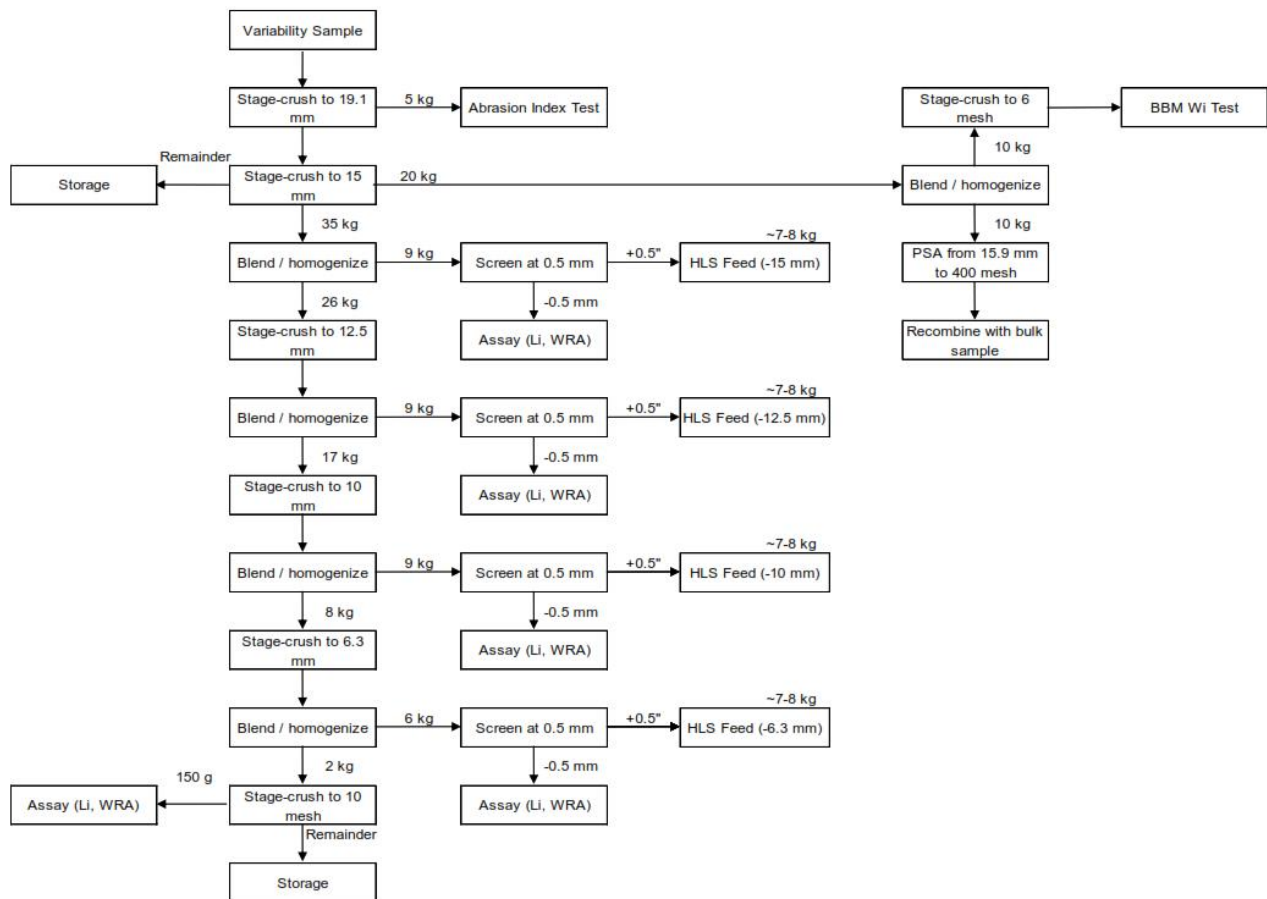 Variability Sample
Stage-crush to 19.1
mm
5 kg
Abrasion Index Test
Stage-crush to 6
mesh
BBM Wi Test
10 kg
Remainder
Storage
Stage-crush to 15
mm
20 kg
Blend / homogenize
35 kg
10 kg
Blend / homogenize
9 kg
Screen at 0.5 mm
+0.5"
~7-8 kg
HLS Feed (-15 mm)
PSA from 15.9 mm
to 400 mesh
26 kg
-0.5 mm
Stage-crush to 12.5
mm
Assay (Li, WRA)
Recombine with bulk
sample
Blend / homogenize
9 kg
Screen at 0.5 mm
+0.5"
~7-8 kg
HLS Feed (-12.5 mm)
17 kg
-0.5 mm
Stage-crush to 10
mm
Assay (Li, WRA)
Blend / homogenize
9 kg
Screen at 0.5 mm
+0.5"
~7-8 kg
HLS Feed (-10 mm)
8 kg
-0.5 mm
Stage-crush to 6.3
mm
Assay (Li, WRA)
Blend / homogenize
6 kg
Screen at 0.5 mm
+0.5"
~7-8 kg
HLS Feed (-6.3 mm)
2 kg
-0.5 mm
150 g
Assay (Li, WRA)
Stage-crush to 10
mesh
Assay (Li, WRA)
Remainder
Storage